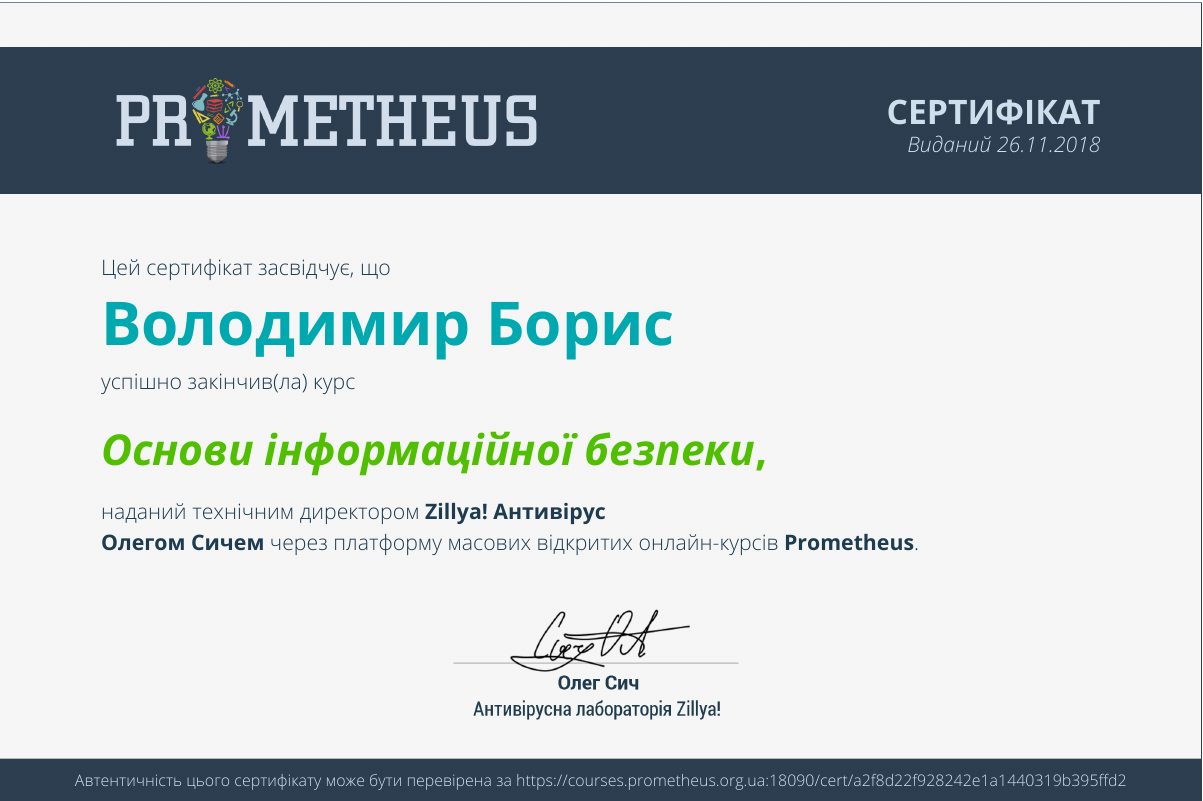 PROMETHEUS
СЕРТИФІКАТ
Виданий 26.11.2018
Цей сертифікат засвідчує, що
Володимир Борис
успішно закінчив(ла) курс
Основи інформаційної безпеки,
наданий технічним директором Zillya! Антивірус
Олегом Сичем через платформу масових відкритих онлайн-курсів Prometheus.
Олег Сич
Антивірусна лабораторія Zillya!
Автентичність цього сертифікату може бути перевірена за https://courses.prometheus.org.ua:18090/cert/a2f8d22f928242e1a1440319b395ffd2